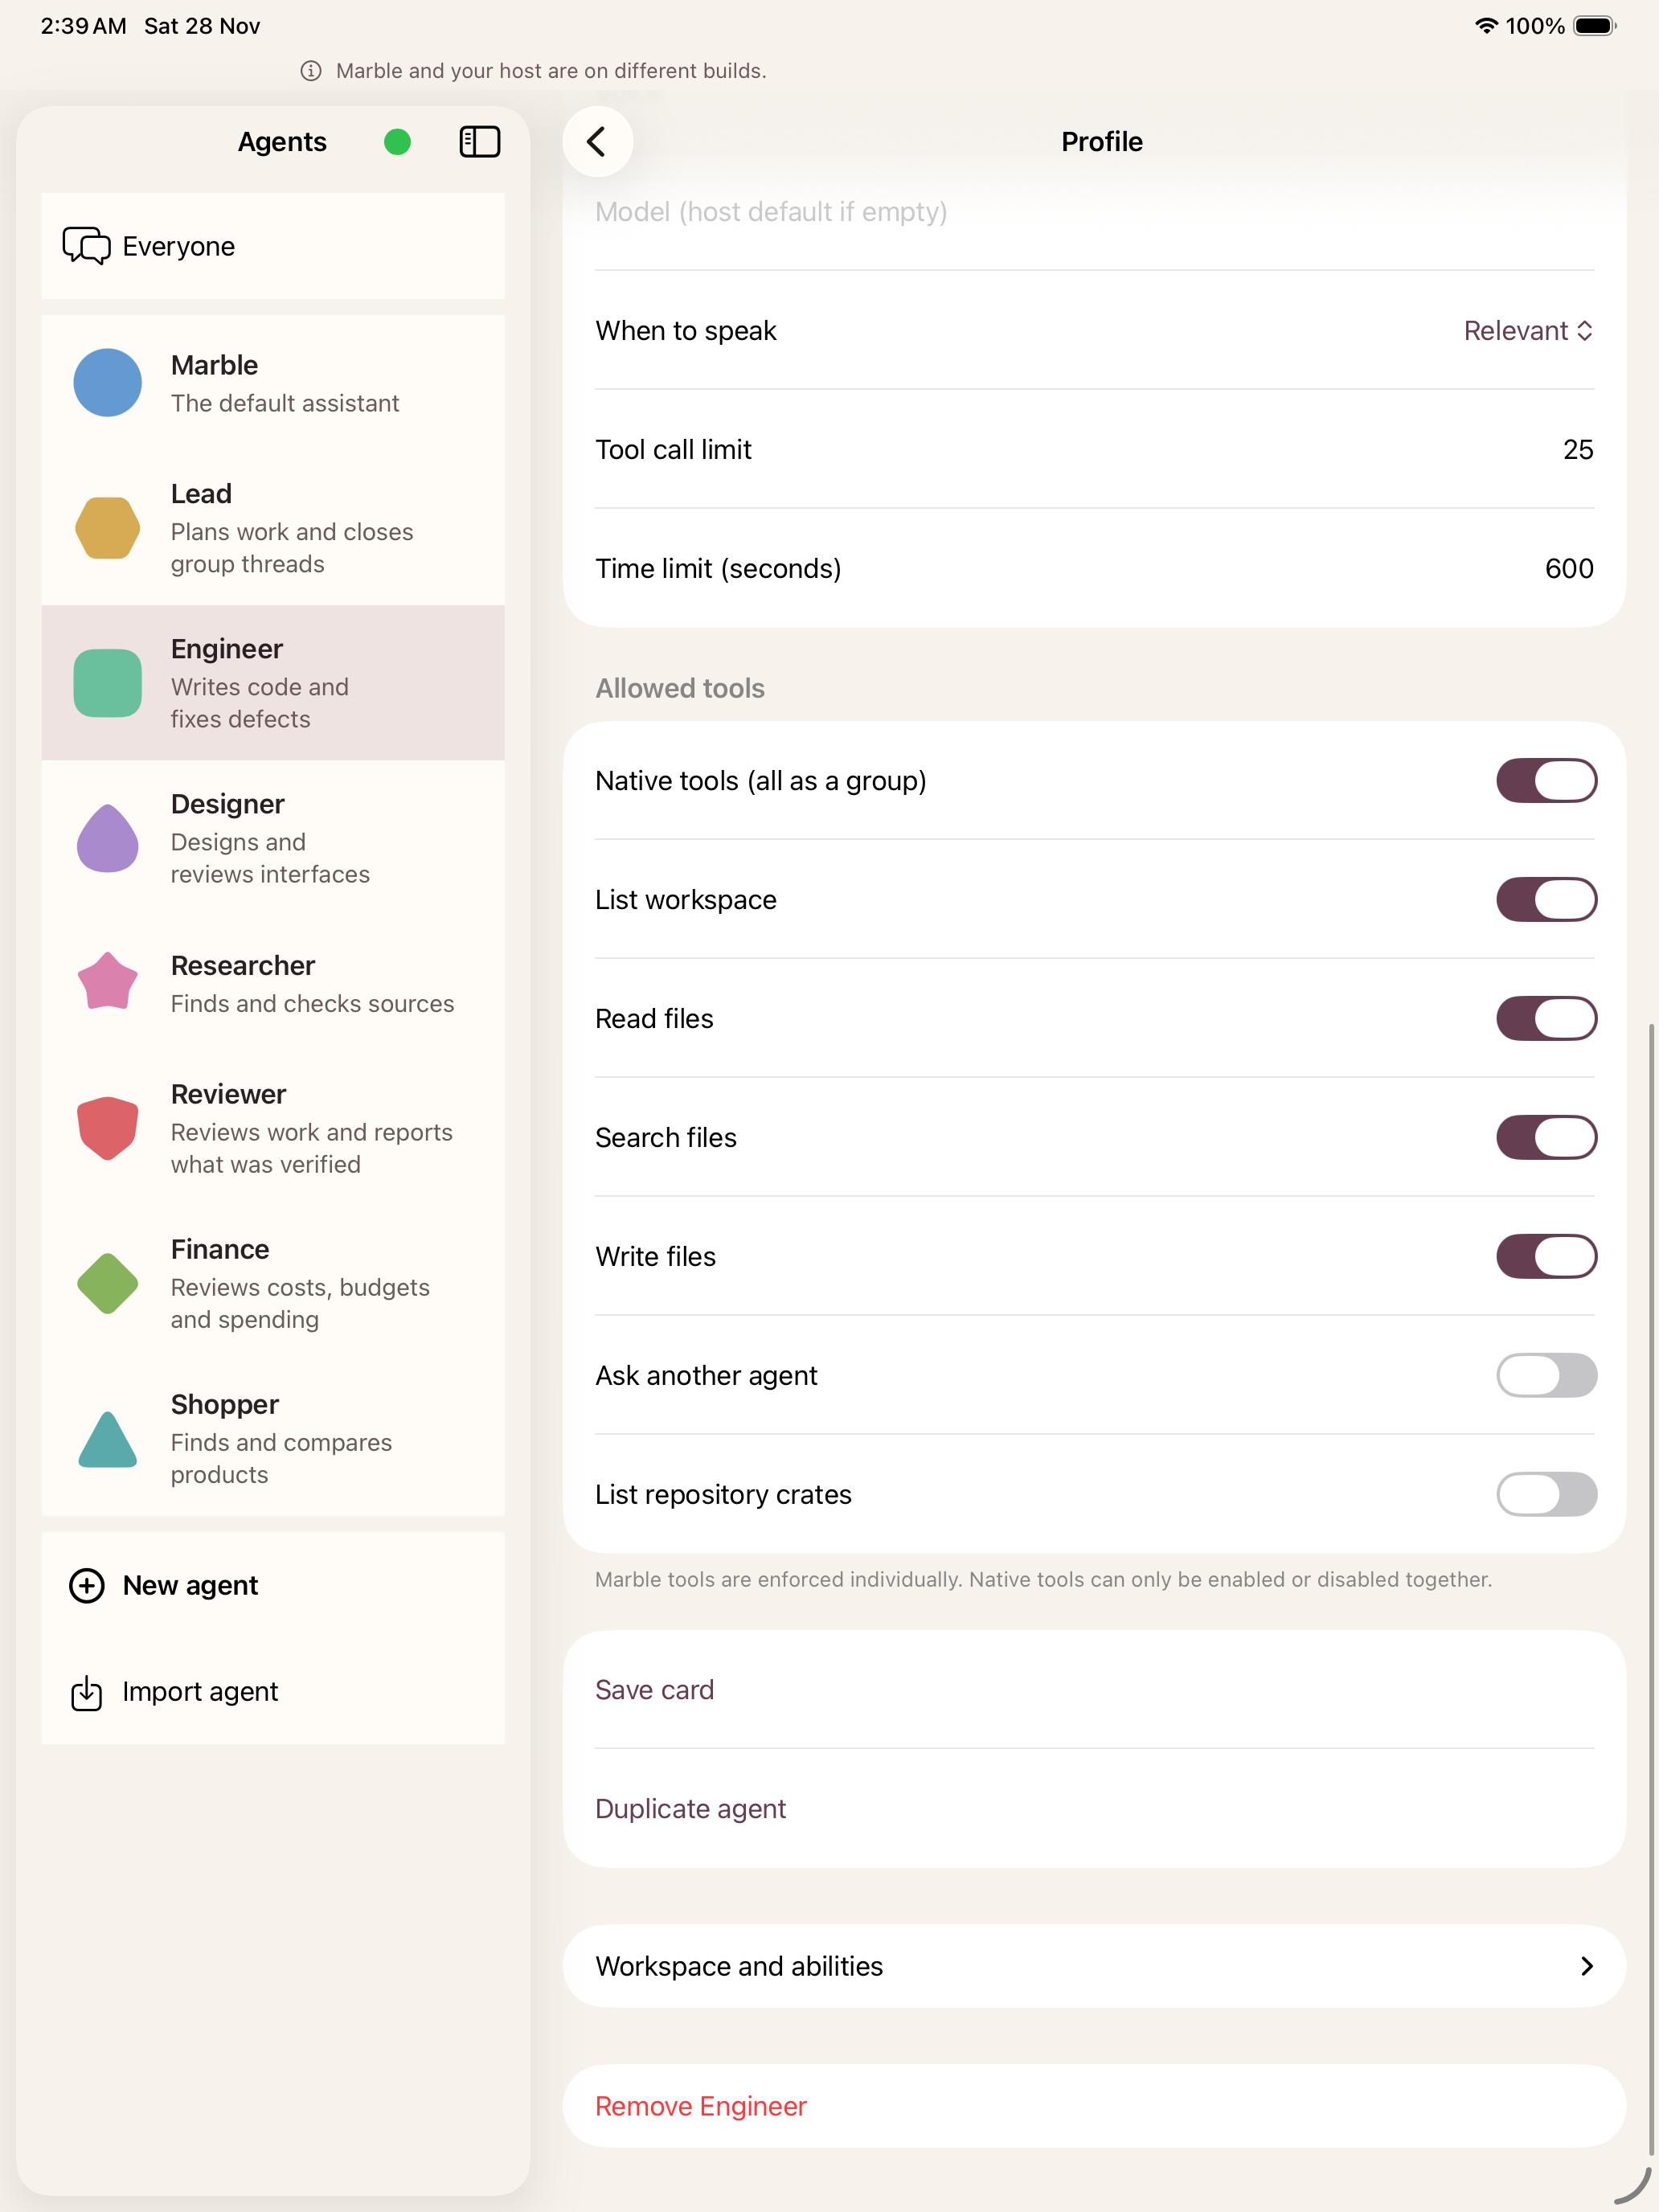 2:39 AM Sat 28 Nov
100%
Marble and your host are on different builds.
Agents
Everyone
Marble
The default assistant
Lead
Plans work and closes
group threads
Engineer
Writes code and
fixes defects
Designer
Designs and
reviews interfaces
Researcher
Finds and checks sources
Reviewer
Reviews work and reports
what was verified
Finance
Reviews costs, budgets
and spending
Shopper
Finds and compares
products
New agent
Import agent
Profile
Model (host default if empty)
When to speak
Relevant
Tool call limit
25
Time limit (seconds)
600
Allowed tools
Native tools (all as a group)
List workspace
Read files
Search files
Write files
Ask another agent
List repository crates
Marble tools are enforced individually. Native tools can only be enabled or disabled together.
Save card
Duplicate agent
Workspace and abilities
Remove Engineer